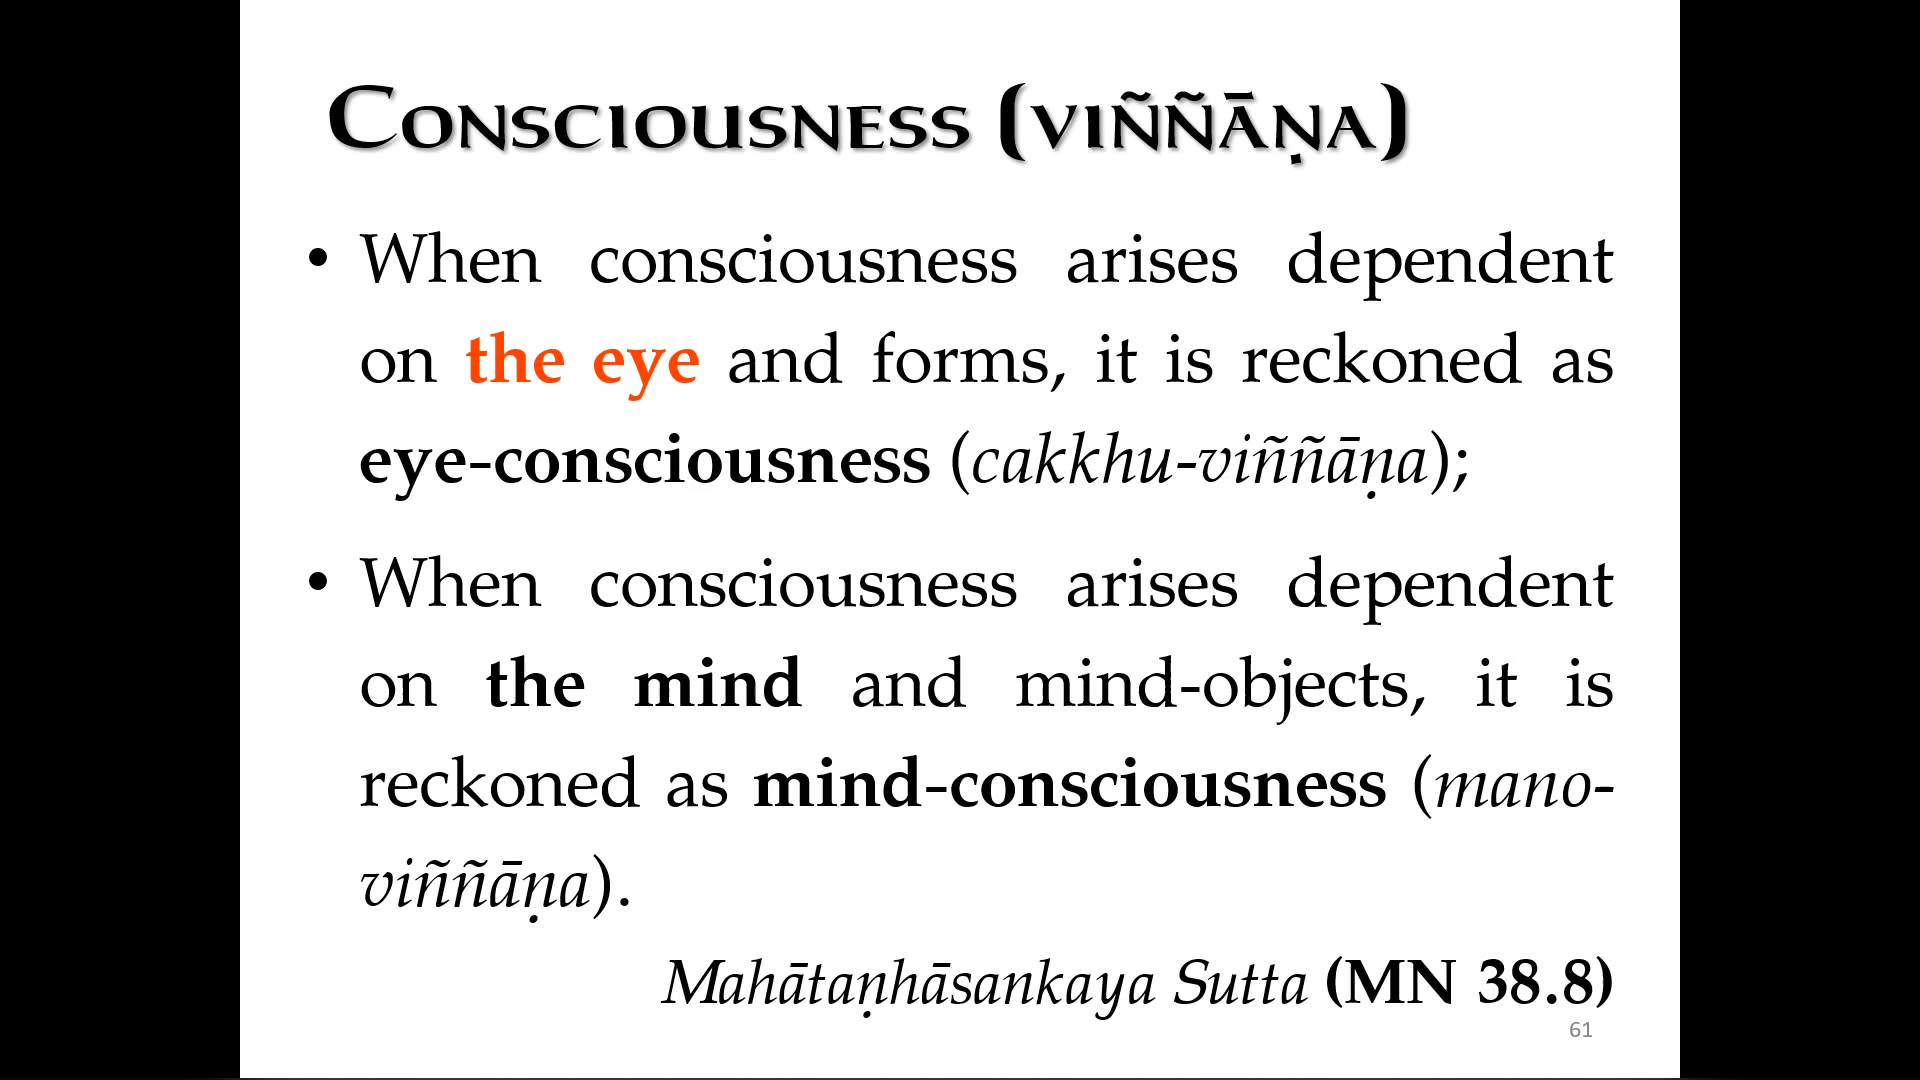 Consciousness (viññāṇa)
• When consciousness arises dependent
on the eye and forms, it is reckoned as
eye-consciousness (cakkhu-viññāṇa);
• When consciousness arises dependent
on the mind and mind-objects, it is
reckoned as mind-consciousness (mano-
viññāṇa).
Mahātaṇhāsankaya Sutta (MN 38.8)
61